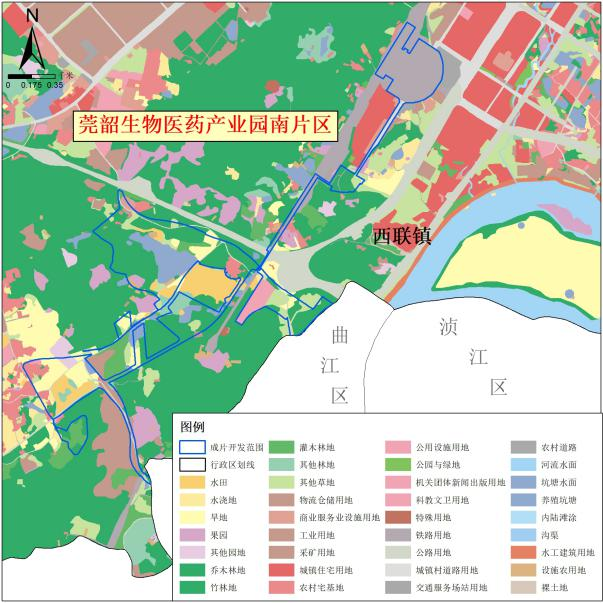 N
千米
0 0.175 0.35
莞韶生物医药产业园南片区
西联镇
曲江区
浈江区
图例
成片开发范围 灌木林地 公用设施用地 农村道路
行政区划线 其他林地 公园与绿地 河流水面
水田 其他草地 机关团体新闻出版用地 坑塘水面
水浇地 物流仓储用地 科教文卫用地 养殖坑塘
旱地 商业服务业设施用地 特殊用地 内陆滩涂
果园 工业用地 铁路用地 沟渠
其他园地 采矿用地 公路用地 水工建筑用地
乔木林地 城镇住宅用地 城镇村道路用地 设施农用地
竹林地 农村宅基地 交通服务场站用地 裸土地